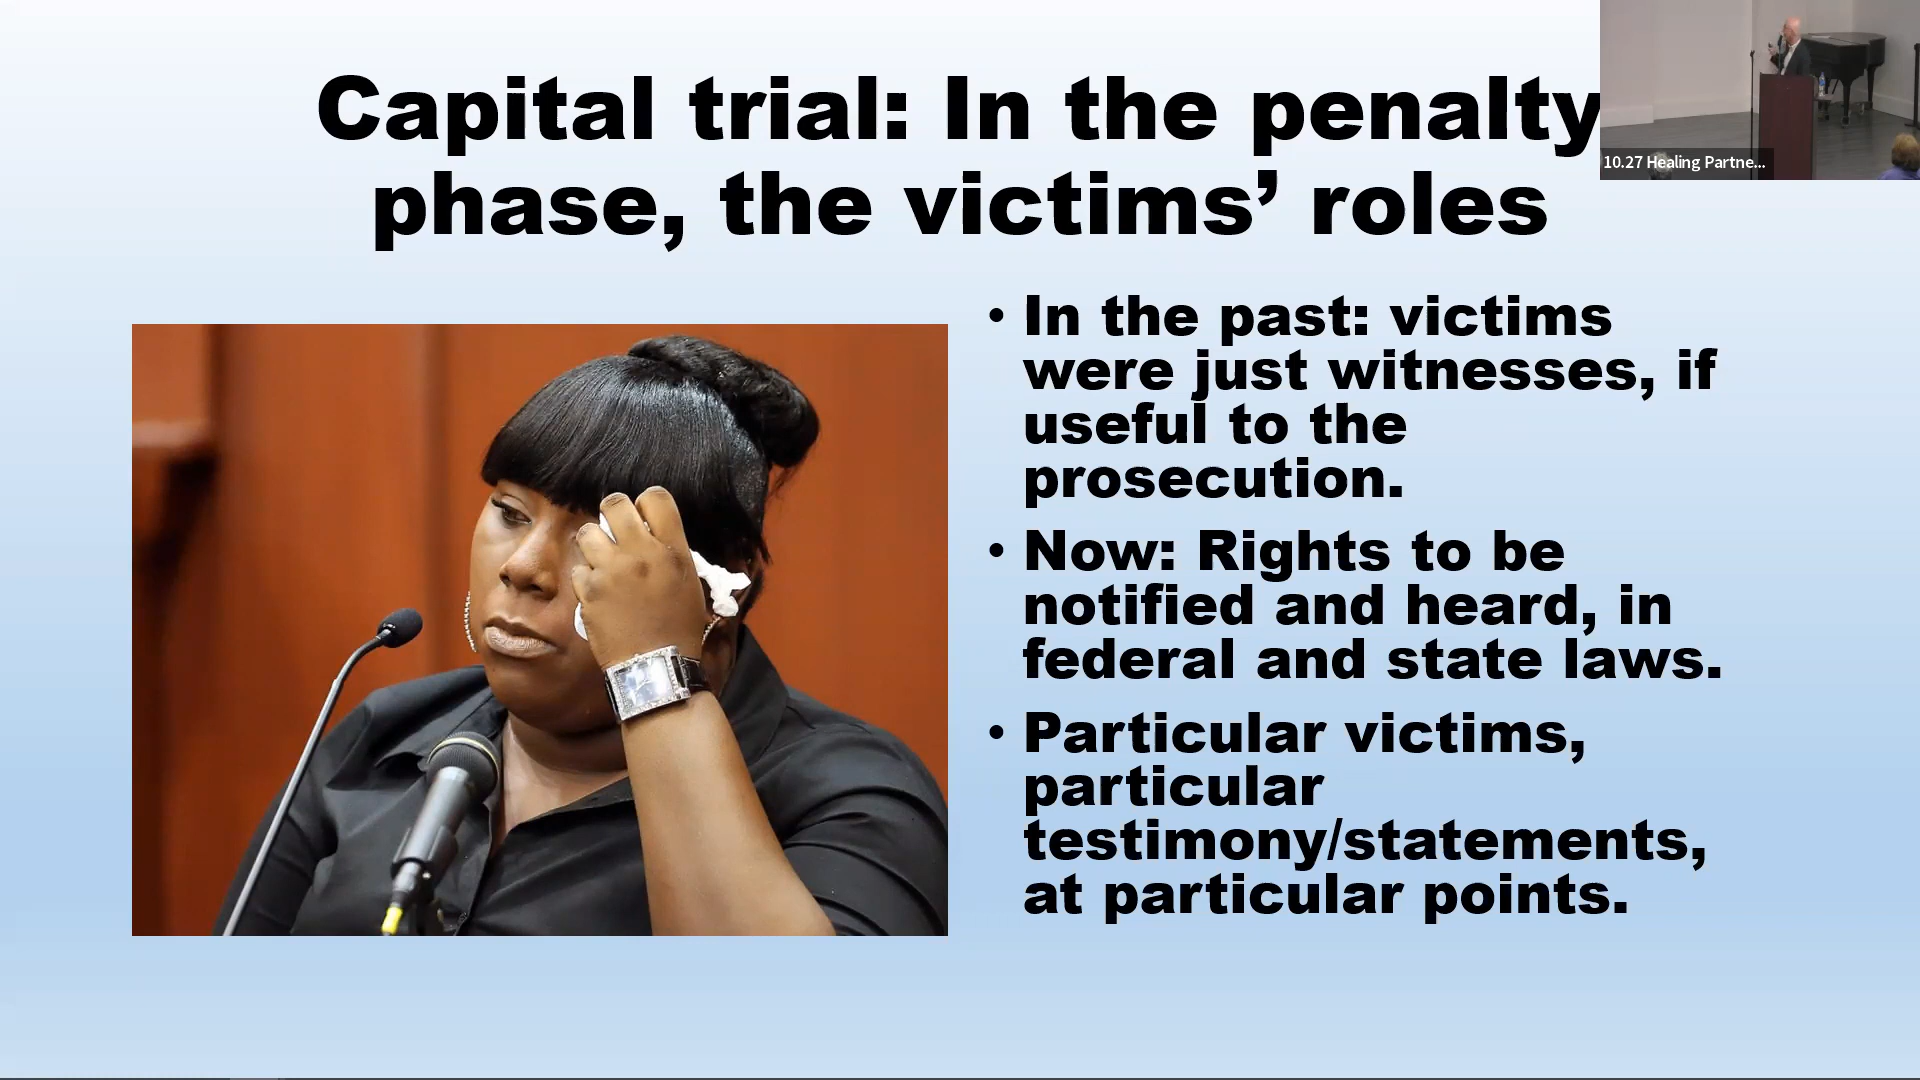 Capital trial: In the penalty
phase, the victims’ roles
10.27 Healing Partne...
• In the past: victims
were just witnesses, if
useful to the
prosecution.
• Now: Rights to be
notified and heard, in
federal and state laws.
• Particular victims,
particular
testimony/statements,
at particular points.